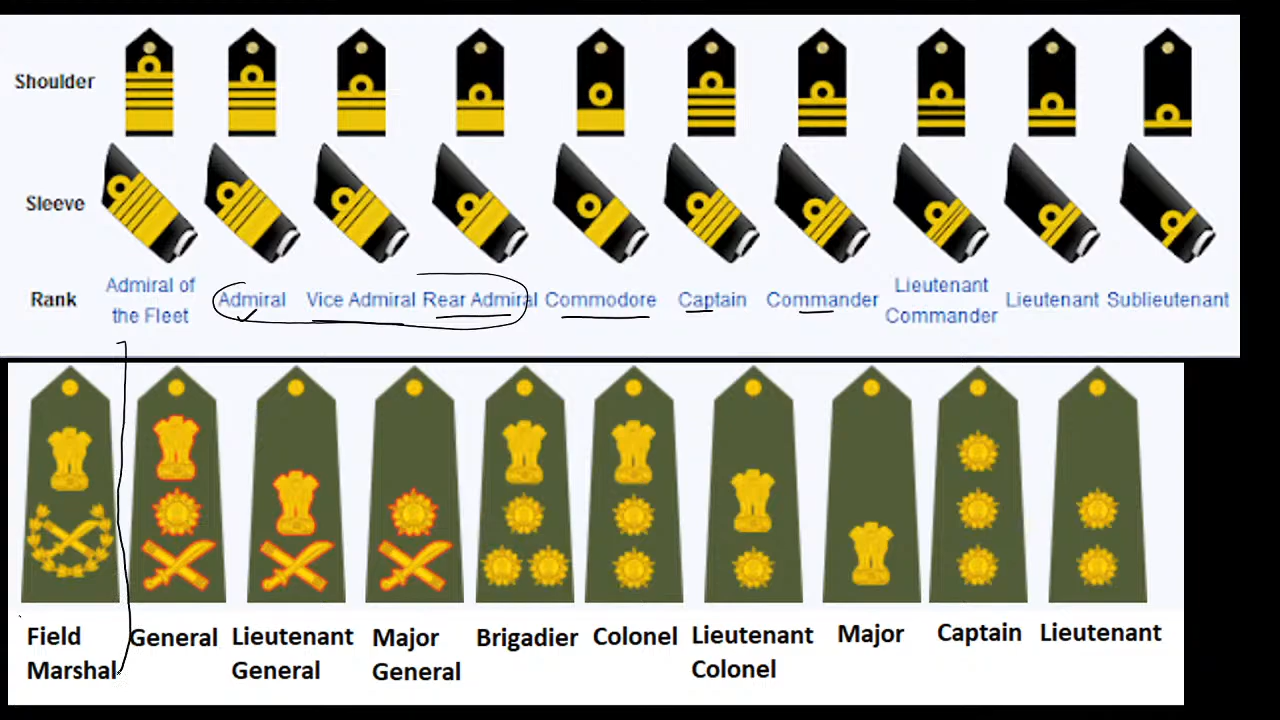 Shoulder
Sleeve
Rank
Admiral of
the Fleet
Admiral
Vice Admiral
Rear Admiral
Commodore
Captain
Commander
Lieutenant
Commander
Lieutenant
Sublieutenant
Field
Marshal
General
Lieutenant
General
Major
General
Brigadier
Colonel
Lieutenant
Colonel
Major
Captain
Lieutenant